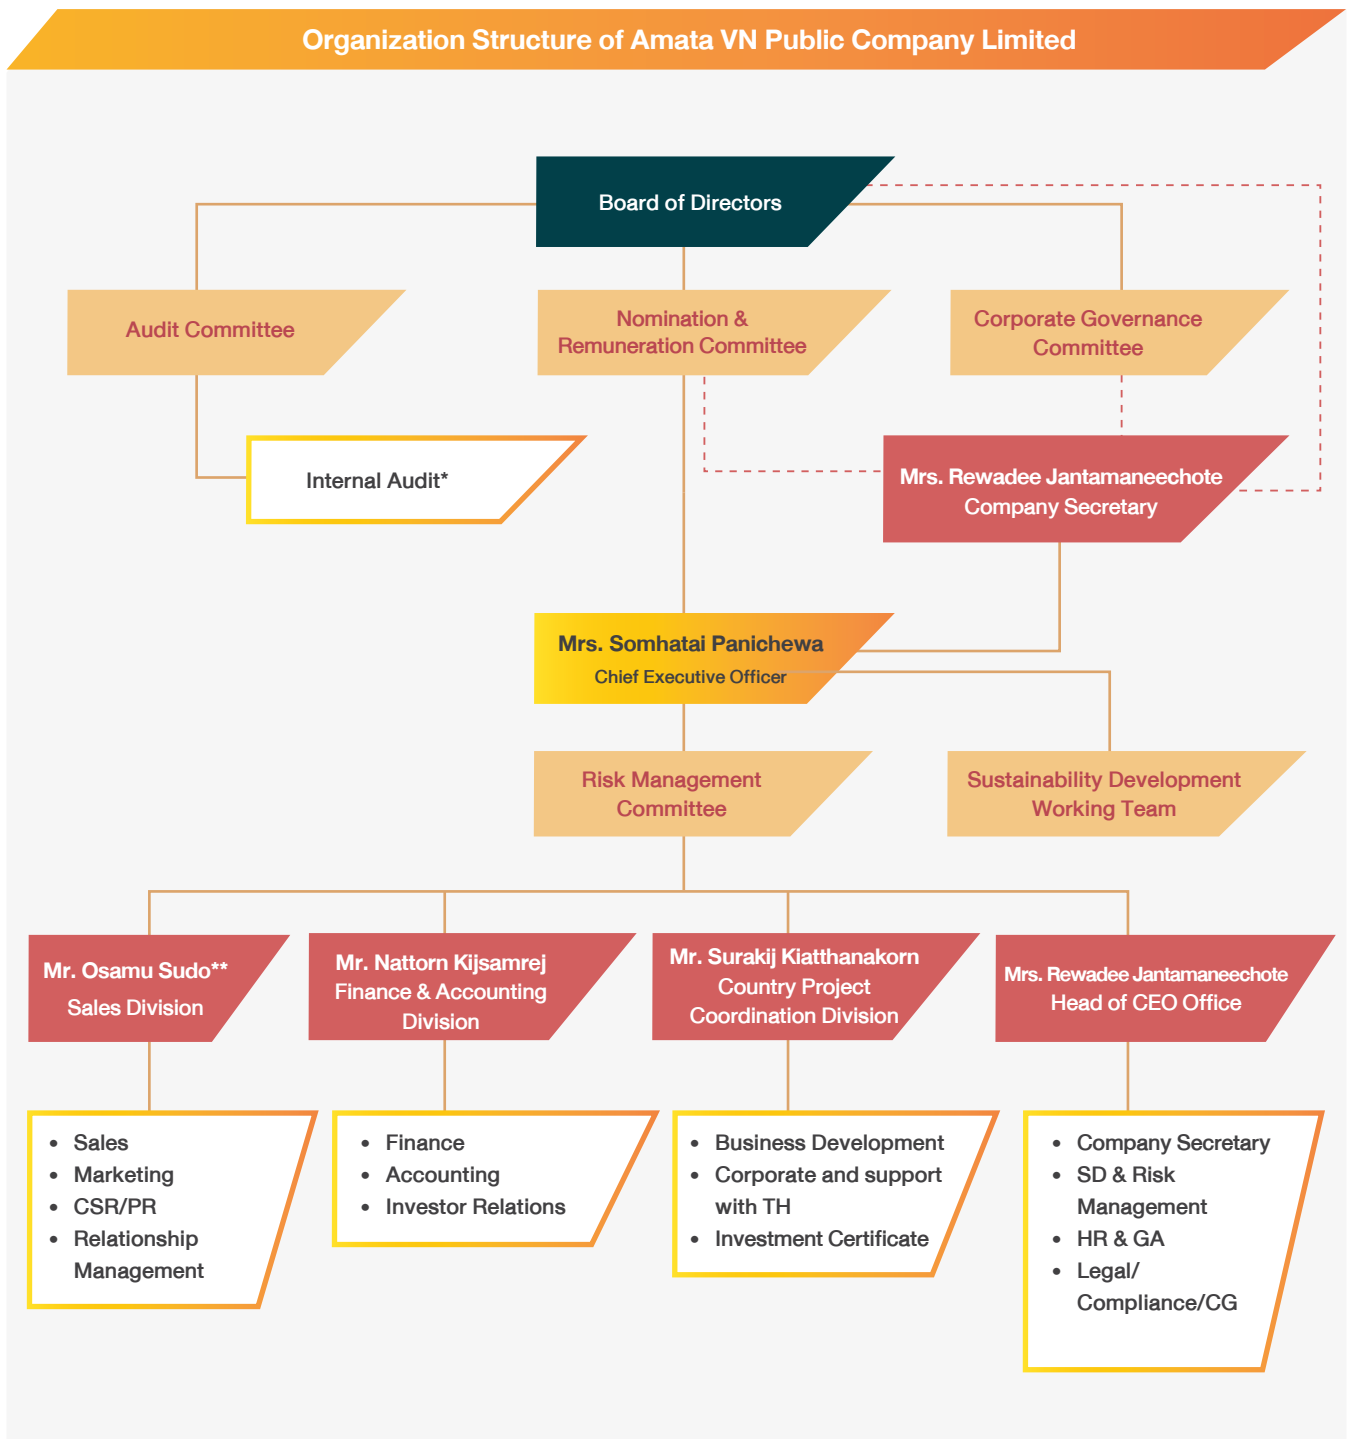 Organization Structure of Amata VN Public Company Limited
Board of Directors
Audit Committee
Nomination &
Remuneration Committee
Corporate Governance
Committee
Internal Audit*
Mrs. Rewadee Jantamaneechote
Company Secretary
Mrs. Somhatai Panichewa
Chief Executive Officer
Risk Management
Committee
Sustainability Development
Working Team
Mr. Osamu Sudo**
Sales Division
Mr. Nattorn Kijsamrej
Finance & Accounting
Division
Mr. Surakij Kiatthanakorn
Country Project
Coordination Division
Mrs. Rewadee Jantamaneechote
Head of CEO Office
• Sales
• Marketing
• CSR/PR
• Relationship
Management
• Finance
• Accounting
• Investor Relations
• Business Development
• Corporate and support
with TH
• Investment Certificate
• Company Secretary
• SD & Risk
Management
• HR & GA
• Legal/
Compliance/CG